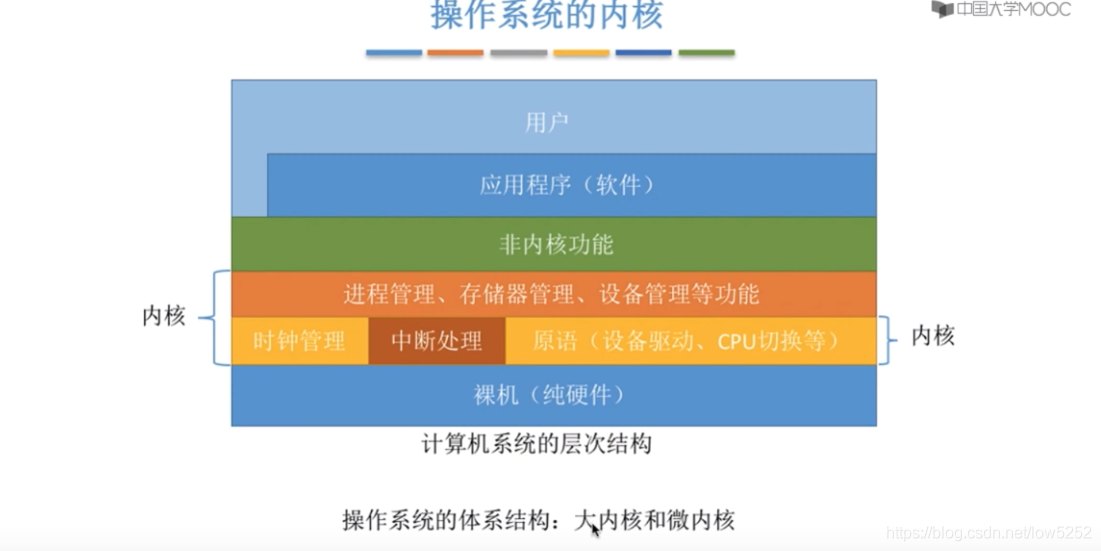 操作系统的内核
中国大学MOOC
用户
应用程序（软件）
非内核功能
进程管理、存储器管理、设备管理等功能
内核
时钟管理
中断处理
原语（设备驱动、CPU切换等）
内核
裸机（纯硬件）
计算机系统的层次结构
操作系统的体系结构：大内核和微内核
https://blog.csdn.net/low5252